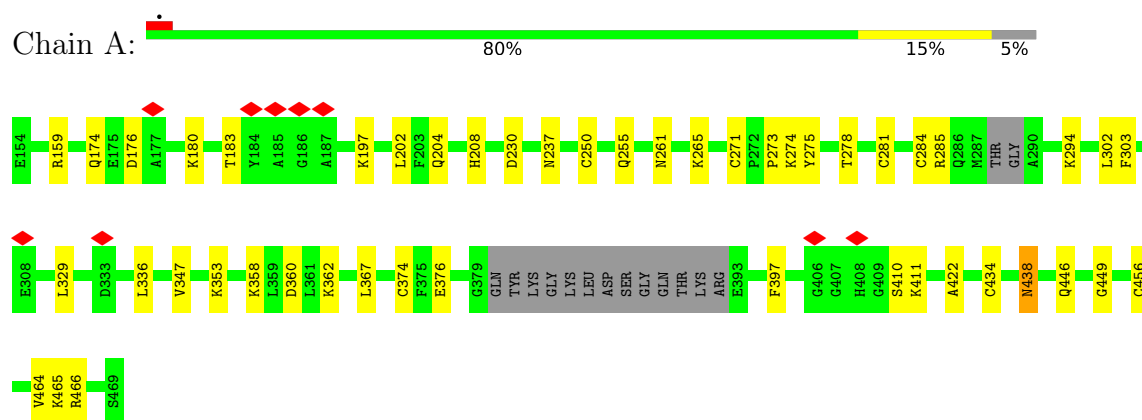 Chain A:
80% 15% 5%
E154 R159 Q174 E175 D176 A177 K180 T183 Y184 A185 G186 A187 K197 L202 F203 Q204 H208 D230 N237 C250 Q255 N261 K265 C271 P272 P273 K274 Y275 T278 C281 C284 R285 Q286 M287 THR GLY A290 K294 L302 F303
E308 L329 D333 L336 V347 K353 K358 L359 D360 L361 K362 L367 C374 F375 E376 G379 GLN TYR LYS GLY LYS LEU ASP SER GLY GLN THR LYS ARG E393 F397 G406 G407 H408 G409 S410 K411 A422 C434 N438 Q446 G449 C456
V464 K465 R466 S469